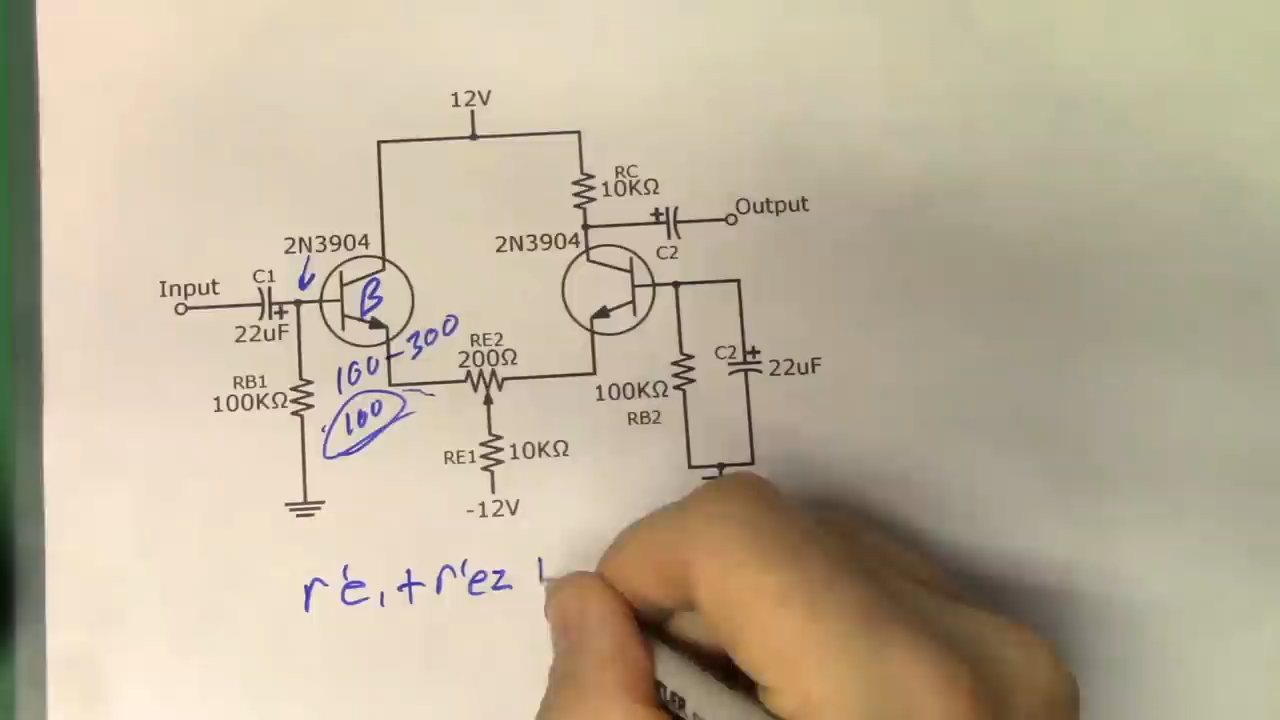 12V
RC
10KΩ
Output
2N3904
2N3904
C1
C2
Input
22uF
β
100-300
RE2
200Ω
C2
22uF
RB1
100KΩ
100
100KΩ
RB2
RE1
10KΩ
-12V
r'e1+r'e2